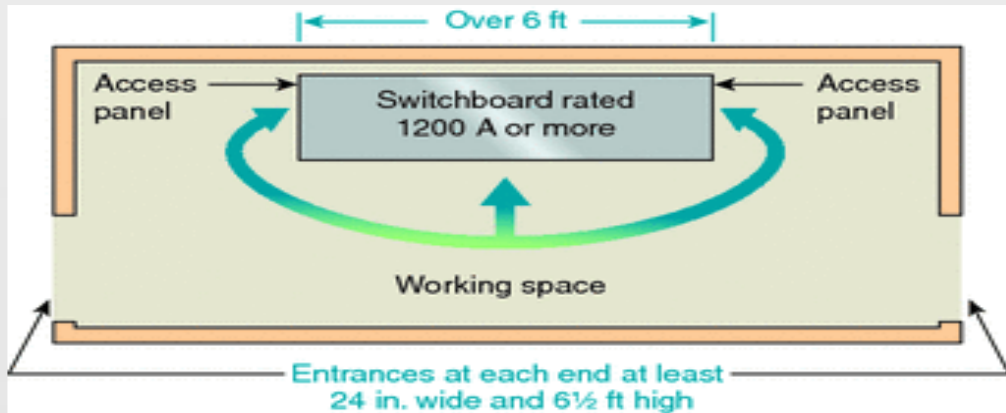 Over 6 ft
Access
panel
Switchboard rated
1200 A or more
Access
panel
Working space
Entrances at each end at least
24 in. wide and 6½ ft high